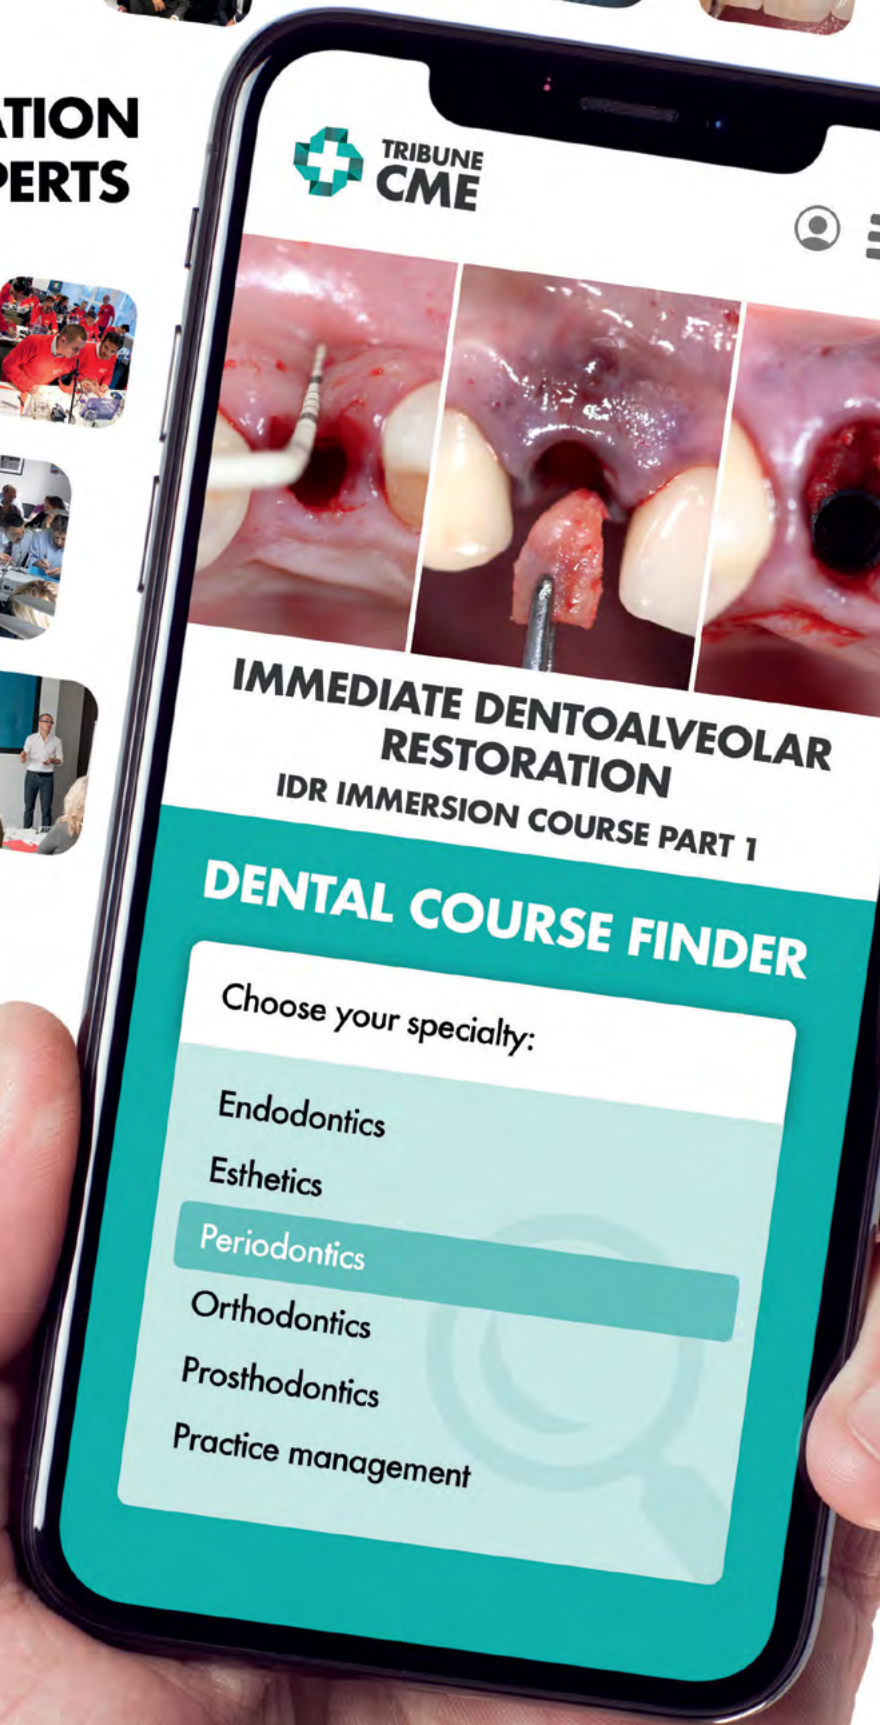 ATION
PERTS
TRIBUNE
CME
IMMEDIATE DENTOALVEOLAR
RESTORATION
IDR IMMERSION COURSE PART 1
DENTAL COURSE FINDER
Choose your specialty:
Endodontics
Esthetics
Periodontics
Orthodontics
Prosthodontics
Practice management